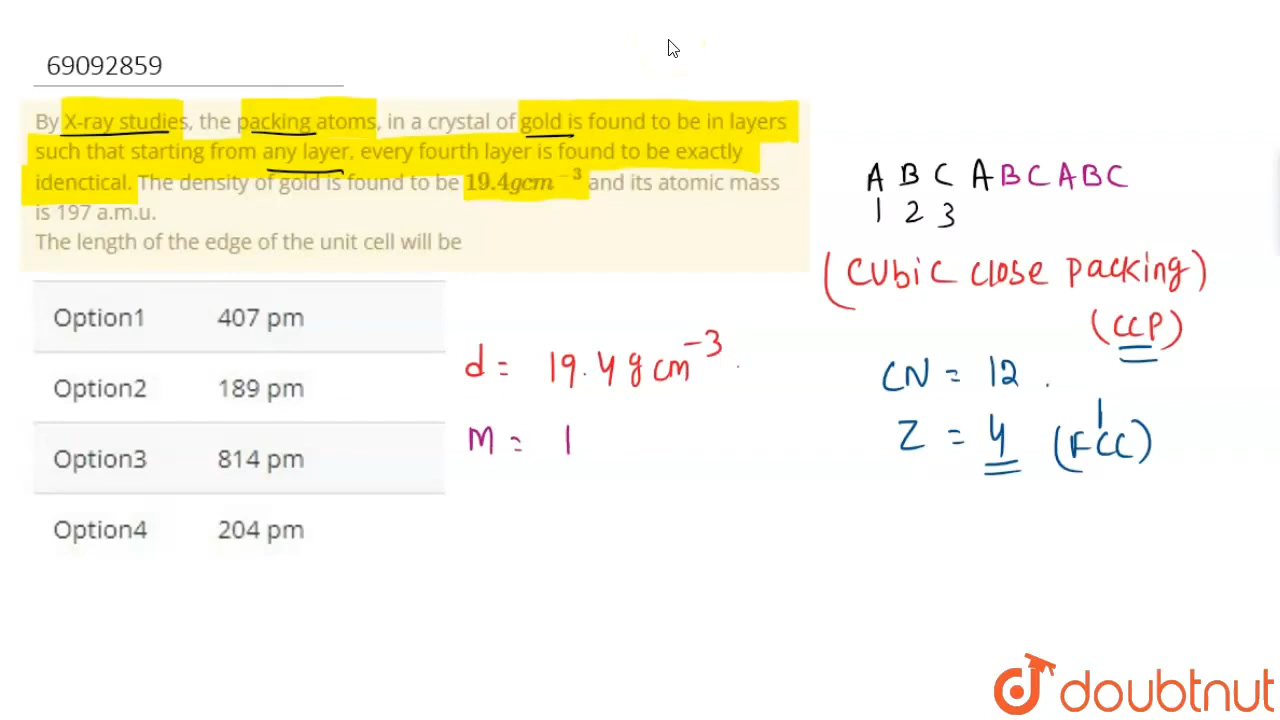 69092859
By X-ray studies, the packing atoms, in a crystal of gold is found to be in layers
such that starting from any layer, every fourth layer is found to be exactly
idenctical. The density of gold is found to be 19.4gcm⁻³ and its atomic mass
is 197 a.m.u.
The length of the edge of the unit cell will be
Option1 407 pm
Option2 189 pm
Option3 814 pm
Option4 204 pm
d = 19.4 g cm⁻³
M = 1
A B C A B C A B C
1 2 3
(CUBIC CLOSE PACKING)
(CCP)
CN = 12
Z = 4 (FCC)
doubtnut